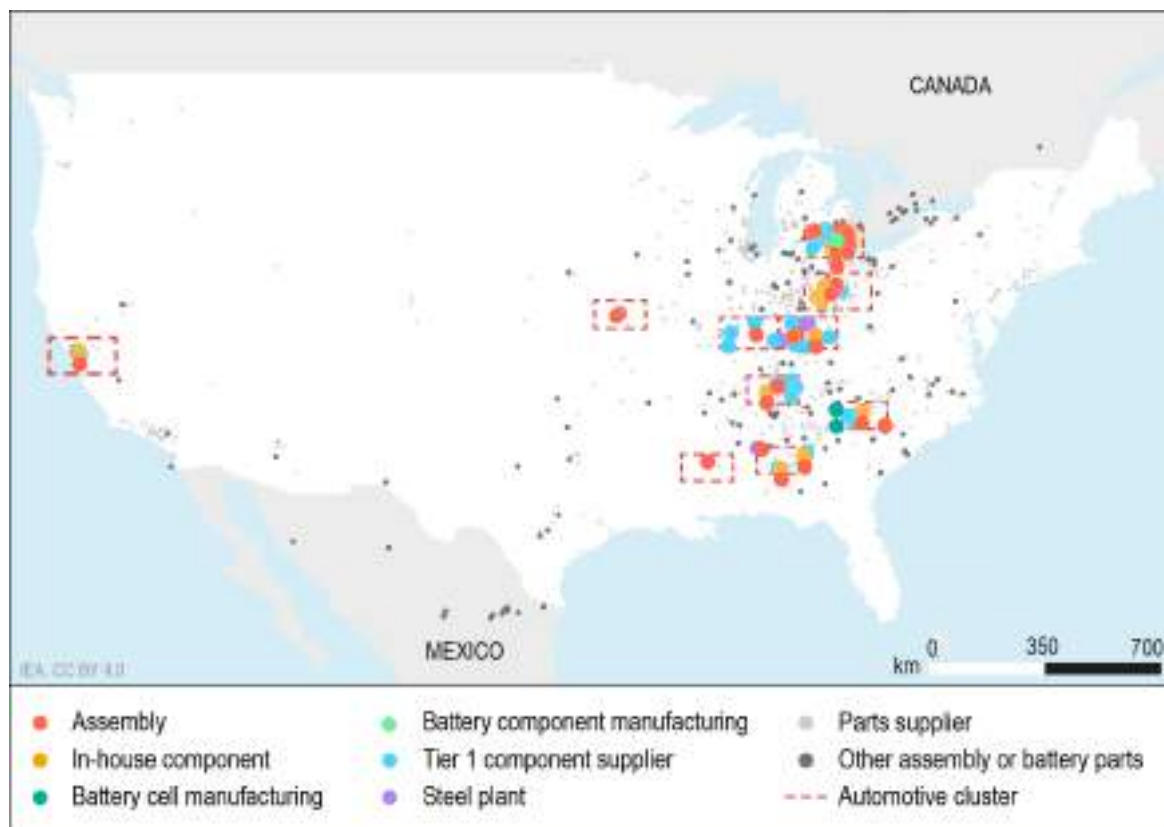 CANADA
MEXICO
0 350 700
km
IEA. CC BY 4.0
Assembly
Battery component manufacturing
Parts supplier
In-house component
Tier 1 component supplier
Other assembly or battery parts
Battery cell manufacturing
Steel plant
Automotive cluster